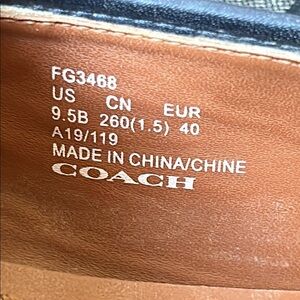 FG3468
US CN EUR
9.5B 260(1.5) 40
A19/119
MADE IN CHINA/CHINE
COACH